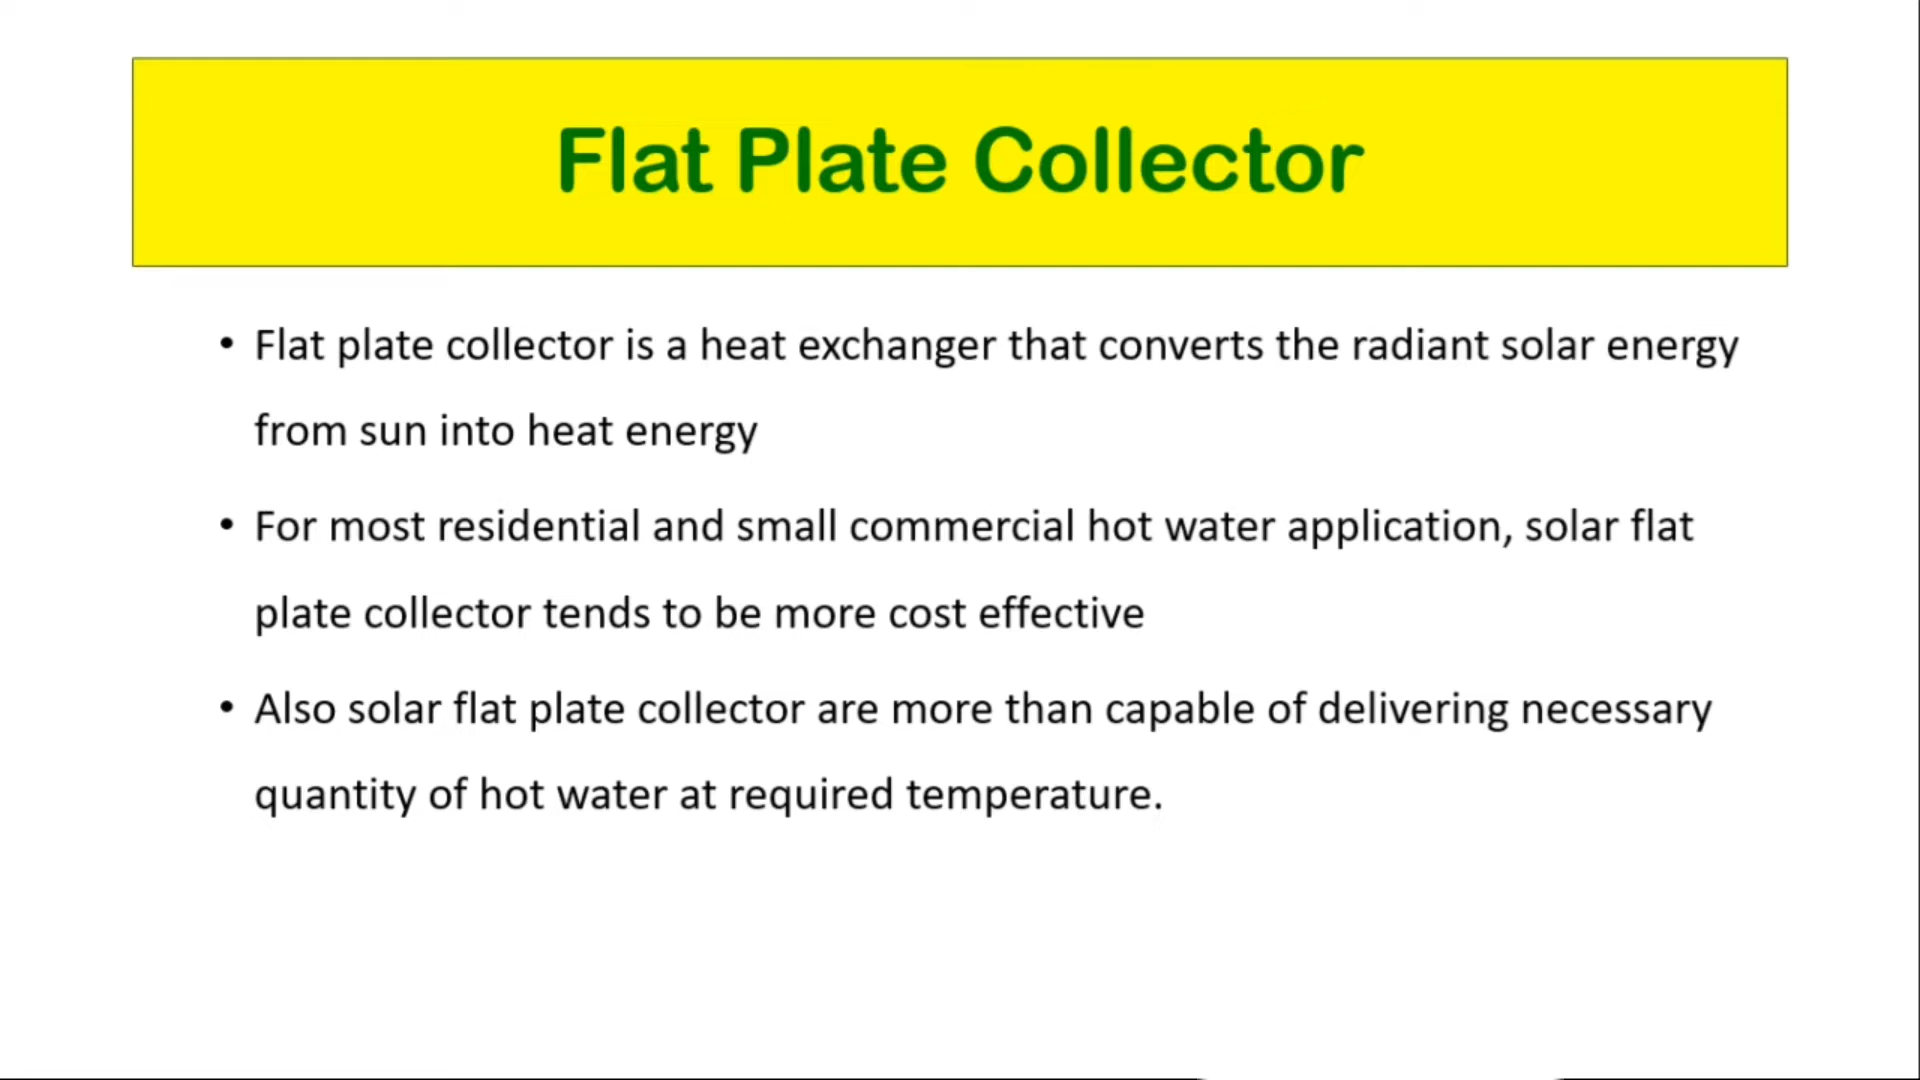 Flat Plate Collector
• Flat plate collector is a heat exchanger that converts the radiant solar energy
from sun into heat energy
• For most residential and small commercial hot water application, solar flat
plate collector tends to be more cost effective
• Also solar flat plate collector are more than capable of delivering necessary
quantity of hot water at required temperature.